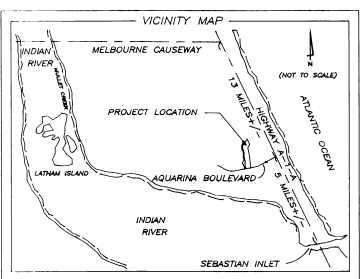 VICINITY MAP
INDIAN
RIVER
MELBOURNE CAUSEWAY
MULLET CREEK
N
(NOT TO SCALE)
13 MILES+/-
HIGHWAY A-1-A
ATLANTIC OCEAN
PROJECT LOCATION
LATHAM ISLAND
AQUARINA BOULEVARD
5 MILES+/-
INDIAN
RIVER
SEBASTIAN INLET